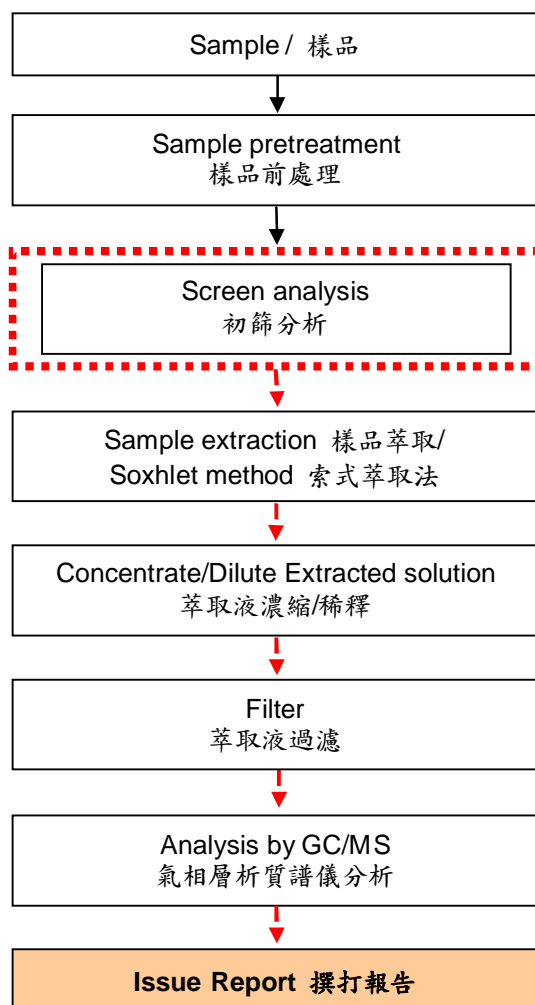 Sample / 樣品
Sample pretreatment
樣品前處理
Screen analysis
初篩分析
Sample extraction 樣品萃取/
Soxhlet method 索式萃取法
Concentrate/Dilute Extracted solution
萃取液濃縮/稀釋
Filter
萃取液過濾
Analysis by GC/MS
氣相層析質譜儀分析
Issue Report 撰打報告